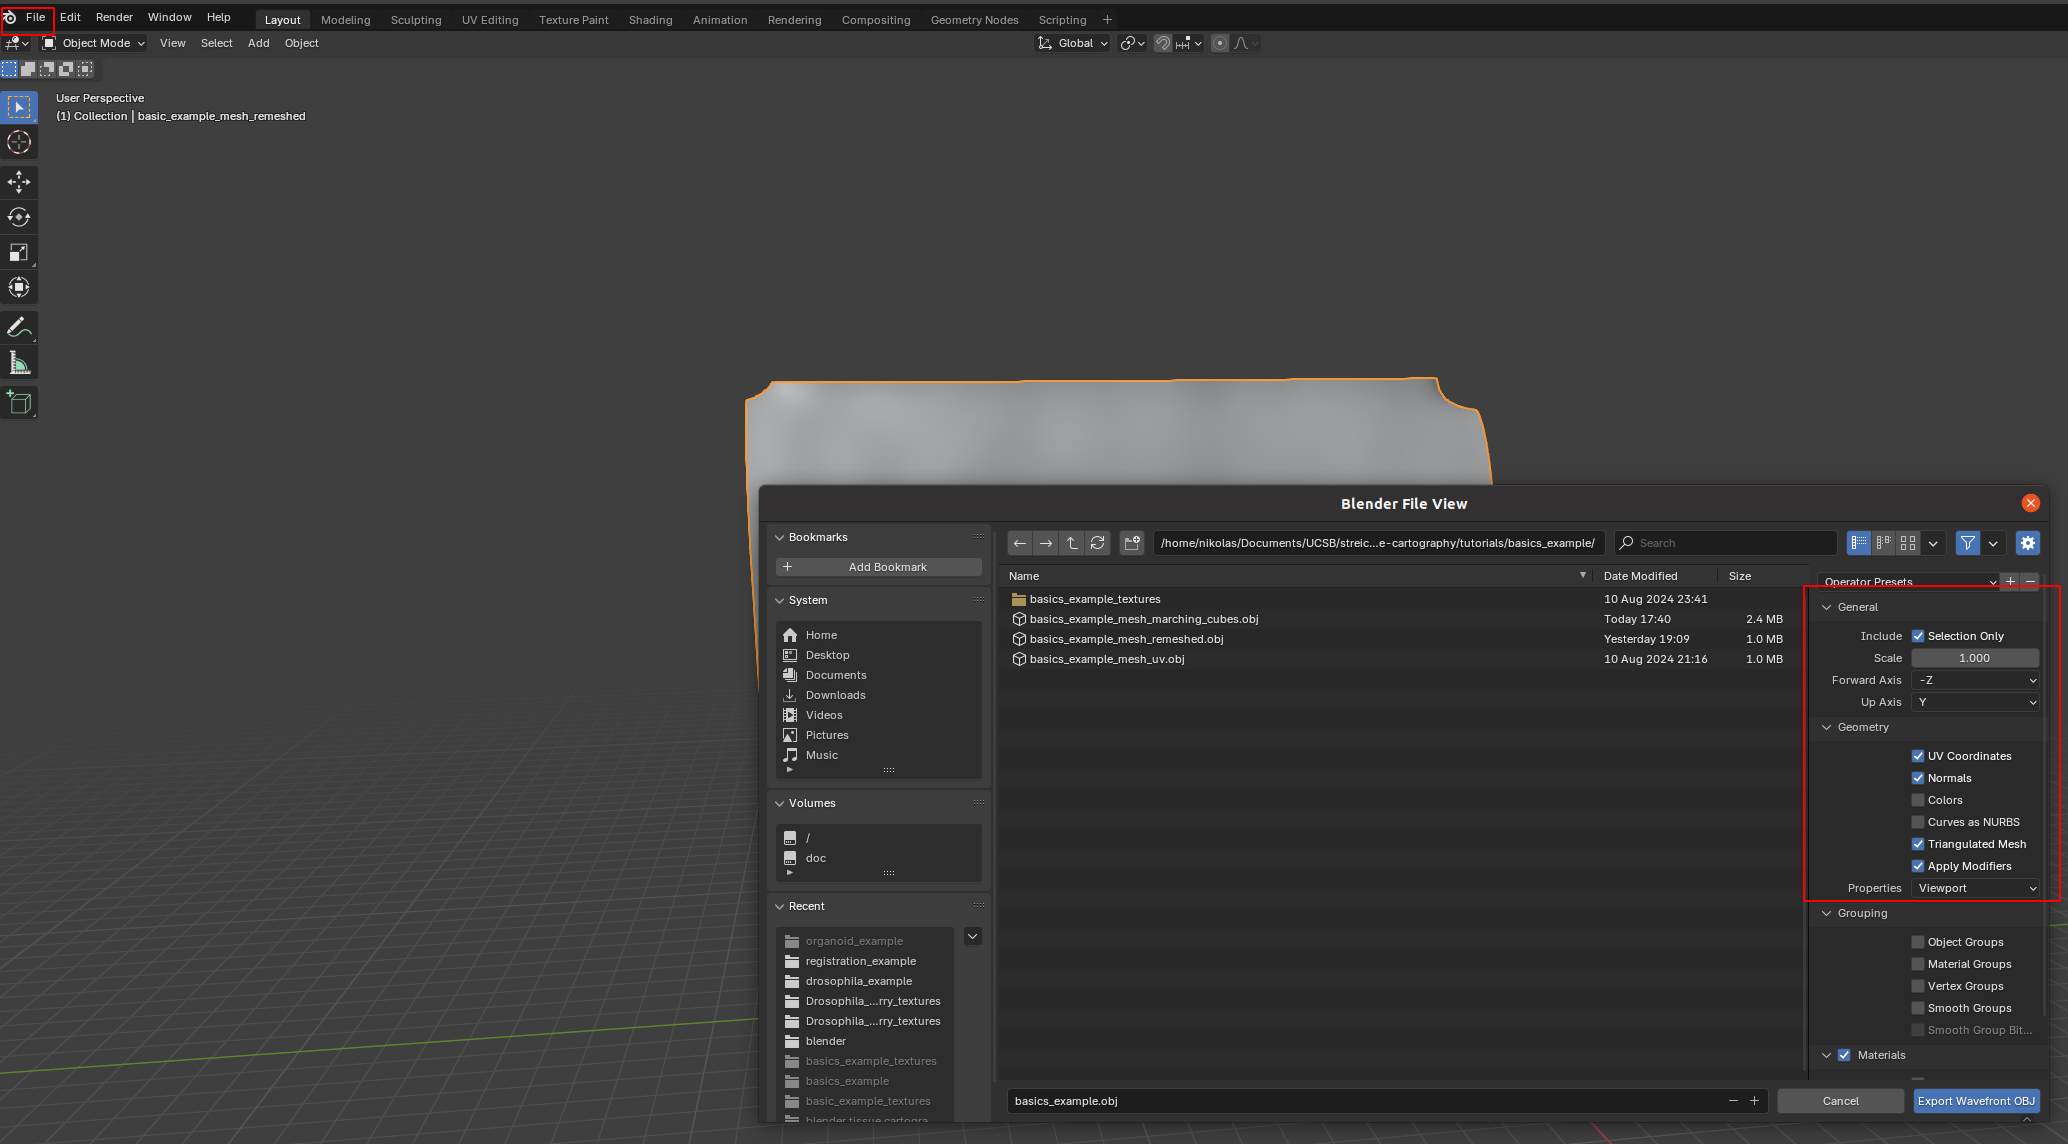 File Edit Render Window Help Layout Modeling Sculpting UV Editing Texture Paint Shading Animation Rendering Compositing Geometry Nodes Scripting +
Object Mode View Select Add Object Global
User Perspective
(1) Collection | basic_example_mesh_remeshed
Blender File View
Bookmarks
Add Bookmark
System
Home
Desktop
Documents
Downloads
Videos
Pictures
Music
Volumes
/
doc
Recent
organoid_example
registration_example
drosophila_example
Drosophila_...rry_textures
Drosophila_...rry_textures
blender
basics_example_textures
basics_example
basic_example_textures
blender tissue cartogra
/home/nikolas/Documents/UCSB/streic...e-cartography/tutorials/basics_example/ Search
Name Date Modified Size
basics_example_textures 10 Aug 2024 23:41
basics_example_mesh_marching_cubes.obj Today 17:40 2.4 MB
basics_example_mesh_remeshed.obj Yesterday 19:09 1.0 MB
basics_example_mesh_uv.obj 10 Aug 2024 21:16 1.0 MB
Operator Presets
General
Include Selection Only
Scale 1.000
Forward Axis -Z
Up Axis Y
Geometry
UV Coordinates
Normals
Colors
Curves as NURBS
Triangulated Mesh
Apply Modifiers
Properties Viewport
Grouping
Object Groups
Material Groups
Vertex Groups
Smooth Groups
Smooth Group Bit...
Materials
basics_example.obj Cancel Export Wavefront OBJ